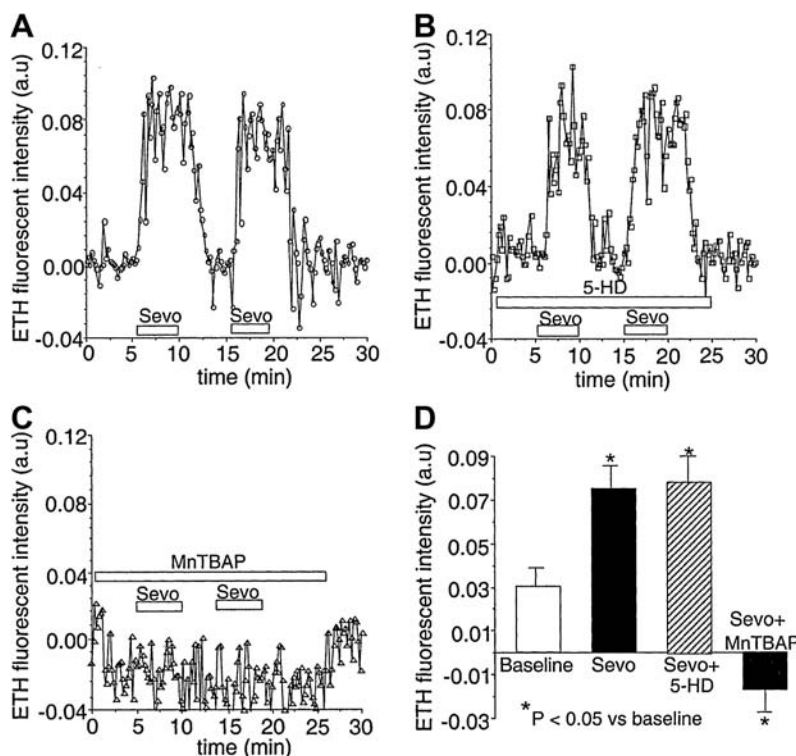 A
ETH fluorescent intensity (a.u)
0.12
0.08
0.04
0.00
-0.04
Sevo
Sevo
0 5 10 15 20 25 30
time (min)
B
ETH fluorescent intensity (a.u)
0.12
0.08
0.04
0.00
-0.04
5-HD
Sevo
Sevo
0 5 10 15 20 25 30
time (min)
C
ETH fluorescent intensity (a.u)
0.12
0.08
0.04
0.00
-0.04
MnTBAP
Sevo
Sevo
0 5 10 15 20 25 30
time (min)
D
ETH fluorescent intensity (a.u)
0.09
0.07
0.05
0.03
0.01
-0.01
-0.03
*
*
Baseline
Sevo
Sevo+
5-HD
Sevo+
MnTBAP
*
* P < 0.05 vs baseline